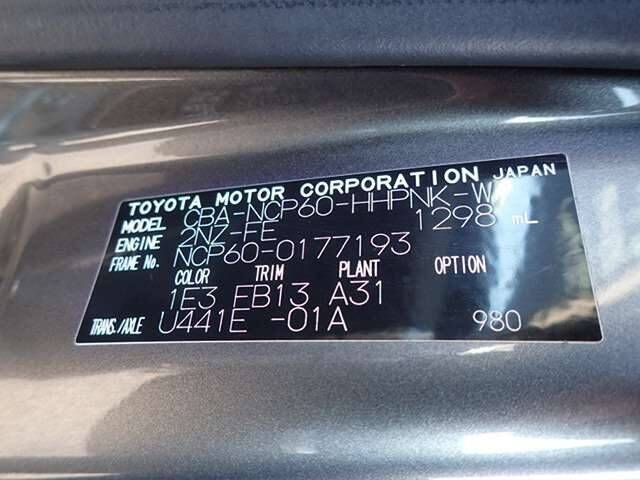 TOYOTA MOTOR CORPORATION JAPAN
MODEL CBA-NCP60-HHPNK-W
ENGINE 2NZ-FE 1298 mL
FRAME No. NCP60-0177193
COLOR TRIM PLANT OPTION
1E3 EB13 A31
TRANS./AXLE U441E -01A 980